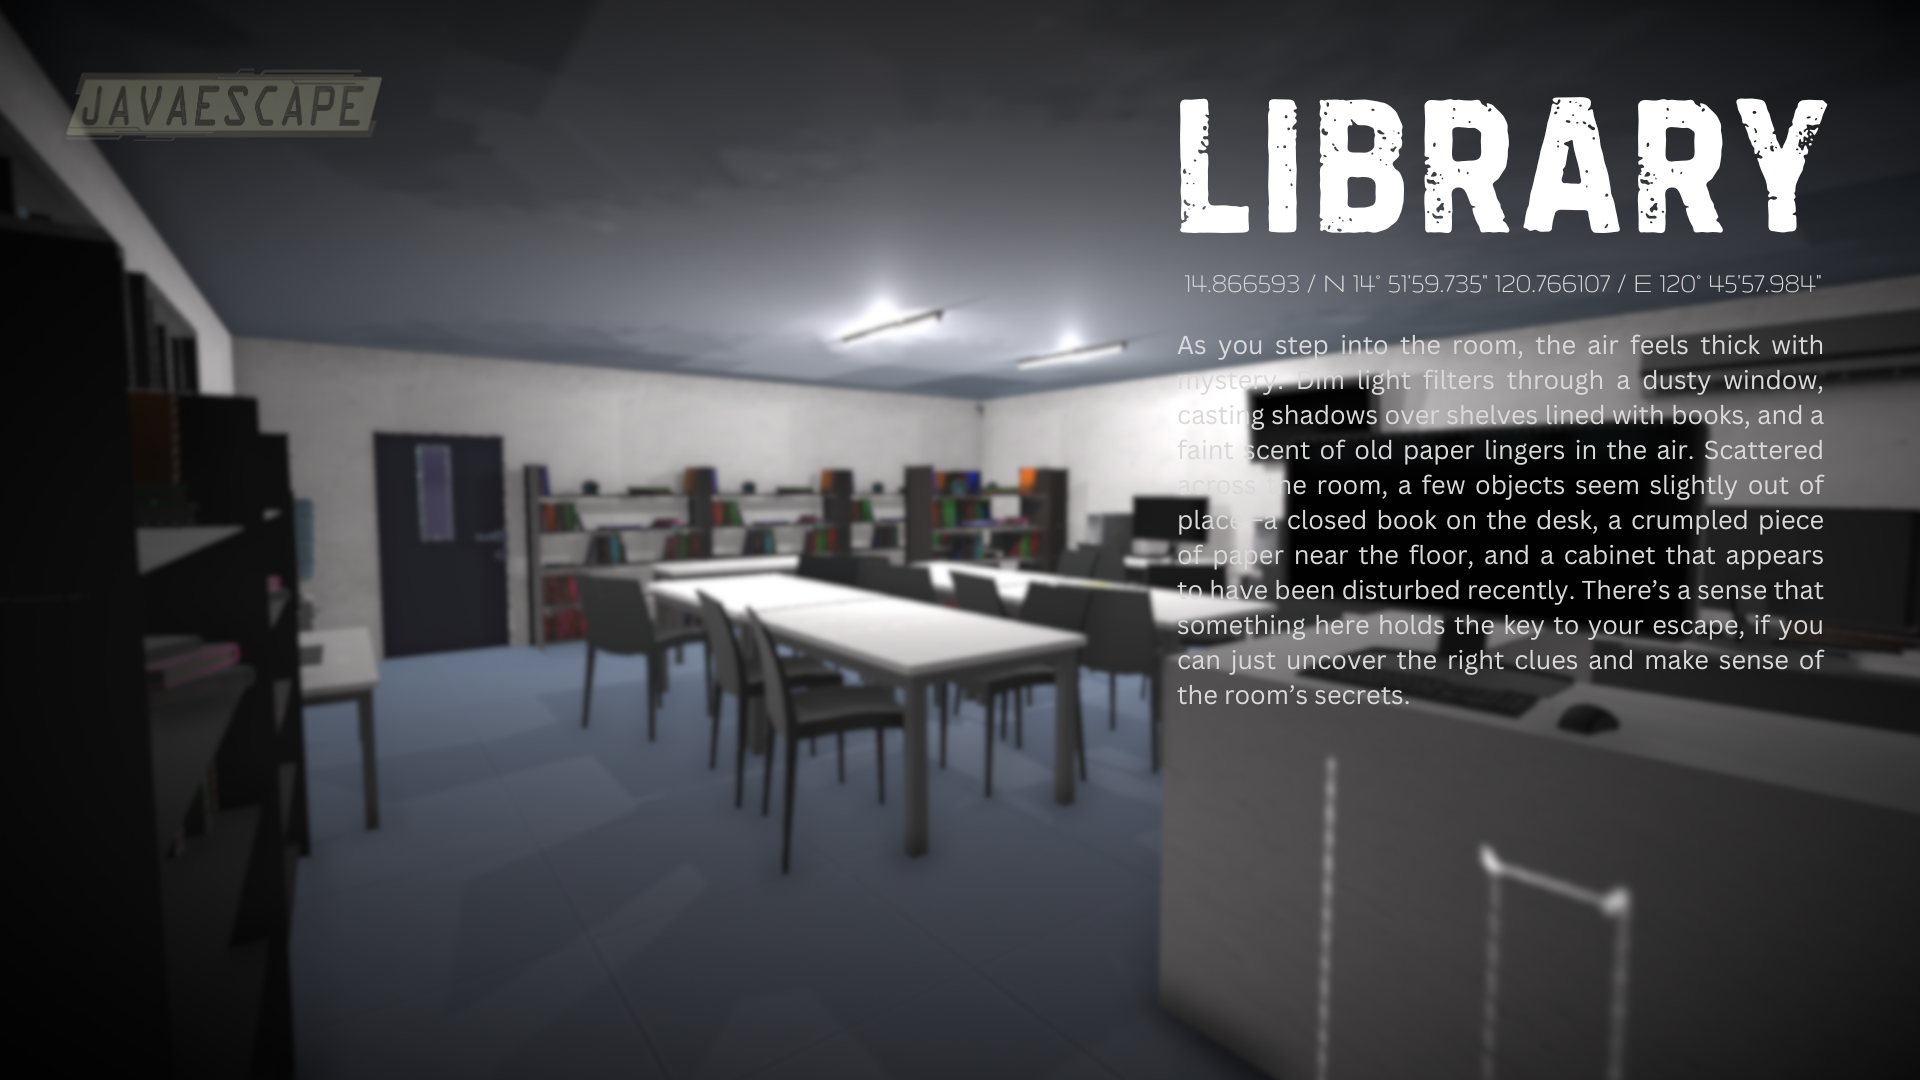 JAVAESCAPE
LIBRARY
14.866593 / N 14° 51'59.735" 120.766107 / E 120° 45'57.984"
As you step into the room, the air feels thick with
mystery. Dim light filters through a dusty window,
casting shadows over shelves lined with books, and a
faint scent of old paper lingers in the air. Scattered
across the room, a few objects seem slightly out of
place—a closed book on the desk, a crumpled piece
of paper near the floor, and a cabinet that appears
to have been disturbed recently. There’s a sense that
something here holds the key to your escape, if you
can just uncover the right clues and make sense of
the room’s secrets.